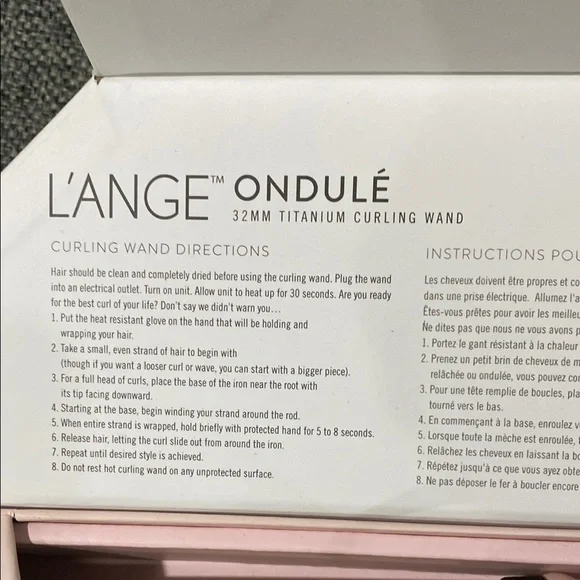 L'ANGE™ ONDULÉ
32MM TITANIUM CURLING WAND
CURLING WAND DIRECTIONS
Hair should be clean and completely dried before using the curling wand. Plug the wand
into an electrical outlet. Turn on unit. Allow unit to heat up for 30 seconds. Are you ready
for the best curl of your life? Don't say we didn't warn you…
1. Put the heat resistant glove on the hand that will be holding and
wrapping your hair.
2. Take a small, even strand of hair to begin with
(though if you want a looser curl or wave, you can start with a bigger piece).
3. For a full head of curls, place the base of the iron near the root with
its tip facing downward.
4. Starting at the base, begin winding your strand around the rod.
5. When entire strand is wrapped, hold briefly with protected hand for 5 to 8 seconds.
6. Release hair, letting the curl slide out from around the iron.
7. Repeat until desired style is achieved.
8. Do not rest hot curling wand on any unprotected surface.
INSTRUCTIONS POU
Les cheveux doivent être propres et co
dans une prise électrique. Allumez l'a
Êtes-vous prêtes pour avoir les meilleu
Ne dites pas que nous ne vous avons p
1. Portez le gant résistant à la chaleur
2. Prenez un petit brin de cheveux de m
relâchée ou ondulée, vous pouvez co
3. Pour une tête remplie de boucles, pla
tourné vers le bas.
4. En commençant à la base, enroulez v
5. Lorsque toute la mèche est enroulée,
6. Relâchez les cheveux en laissant la bo
7. Répétez jusqu'à ce que vous ayez obte
8. Ne pas déposer le fer à boucler encore